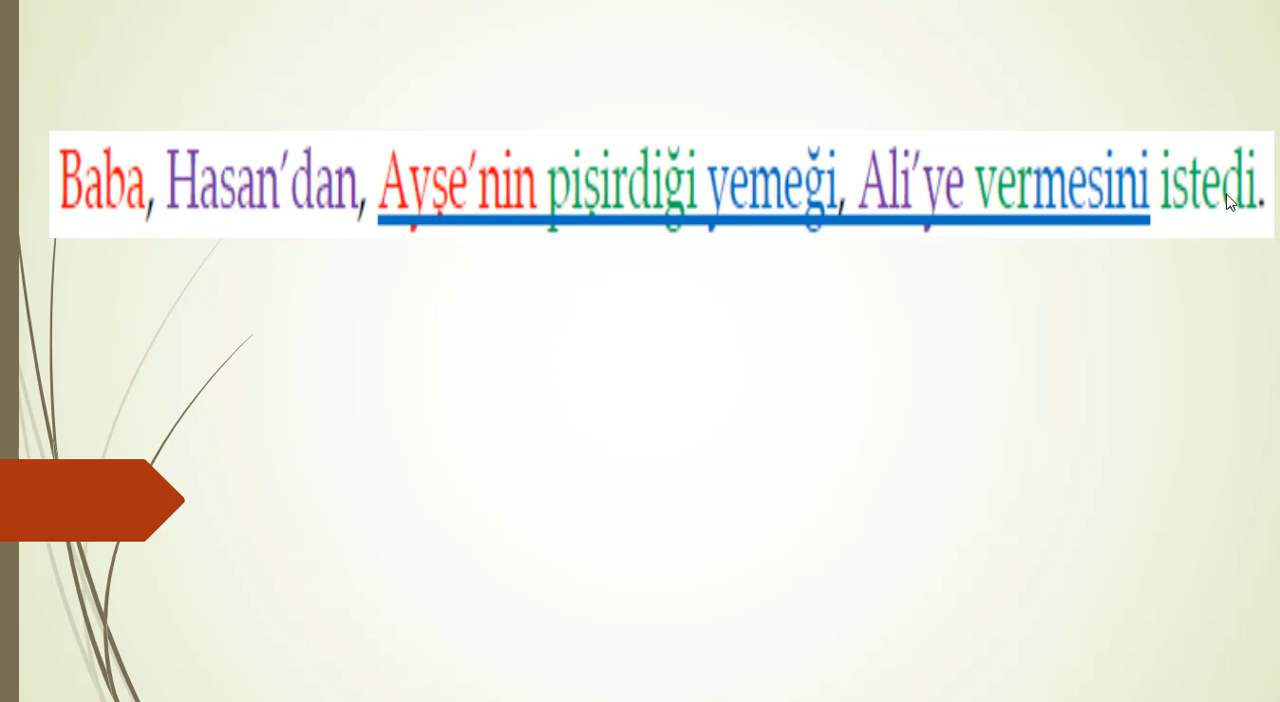 Baba, Hasan’dan, Ayşe’nin pişirdiği yemeği, Ali’ye vermesini istedi.